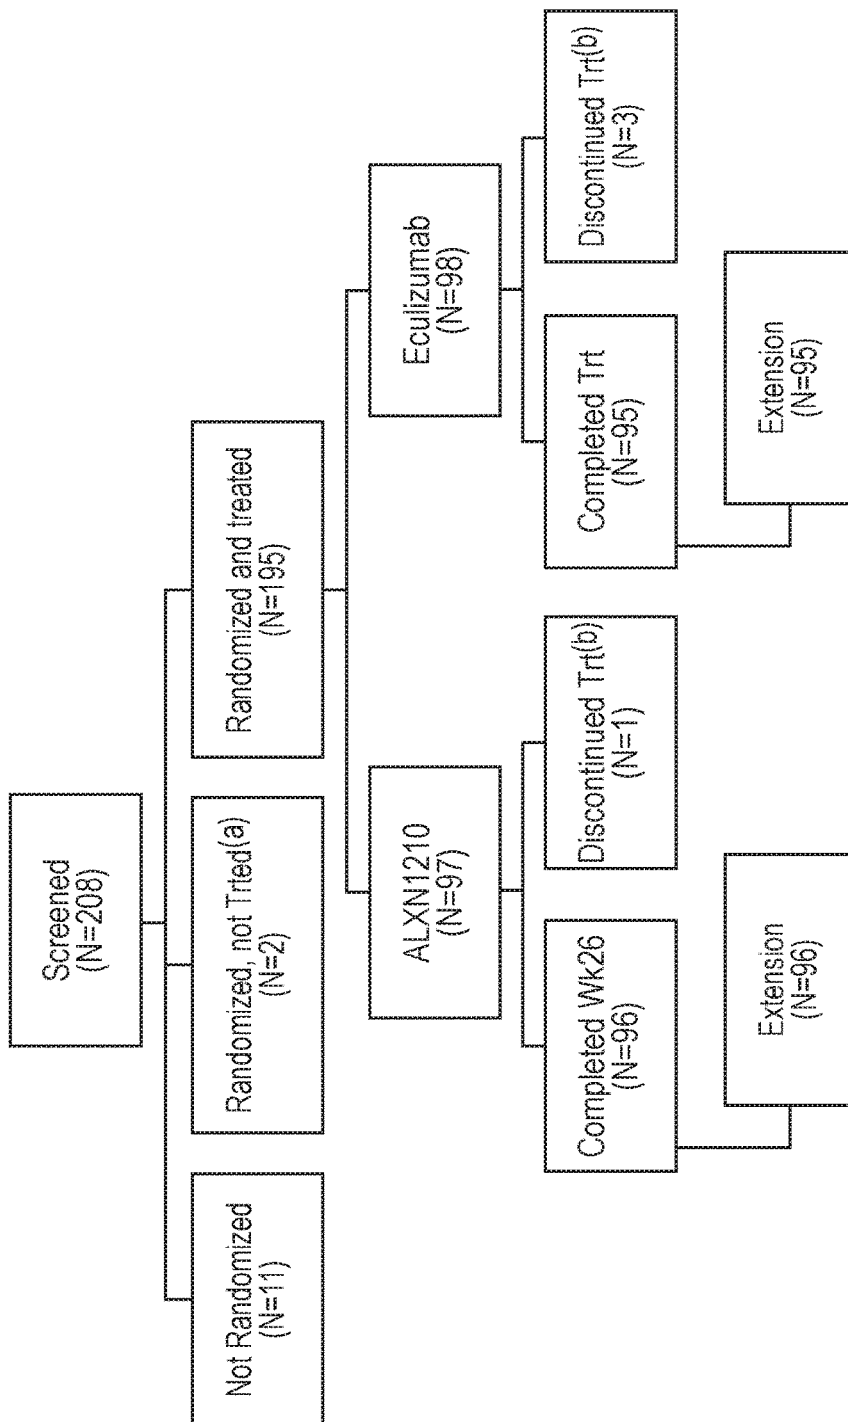 Screened
(N=208)
Not Randomized
(N=11)
Randomized, not Trted(a)
(N=2)
Randomized and treated
(N=195)
ALXN1210
(N=97)
Eculizumab
(N=98)
Completed Wk26
(N=96)
Discontinued Trt(b)
(N=1)
Completed Trt
(N=95)
Discontinued Trt(b)
(N=3)
Extension
(N=96)
Extension
(N=95)